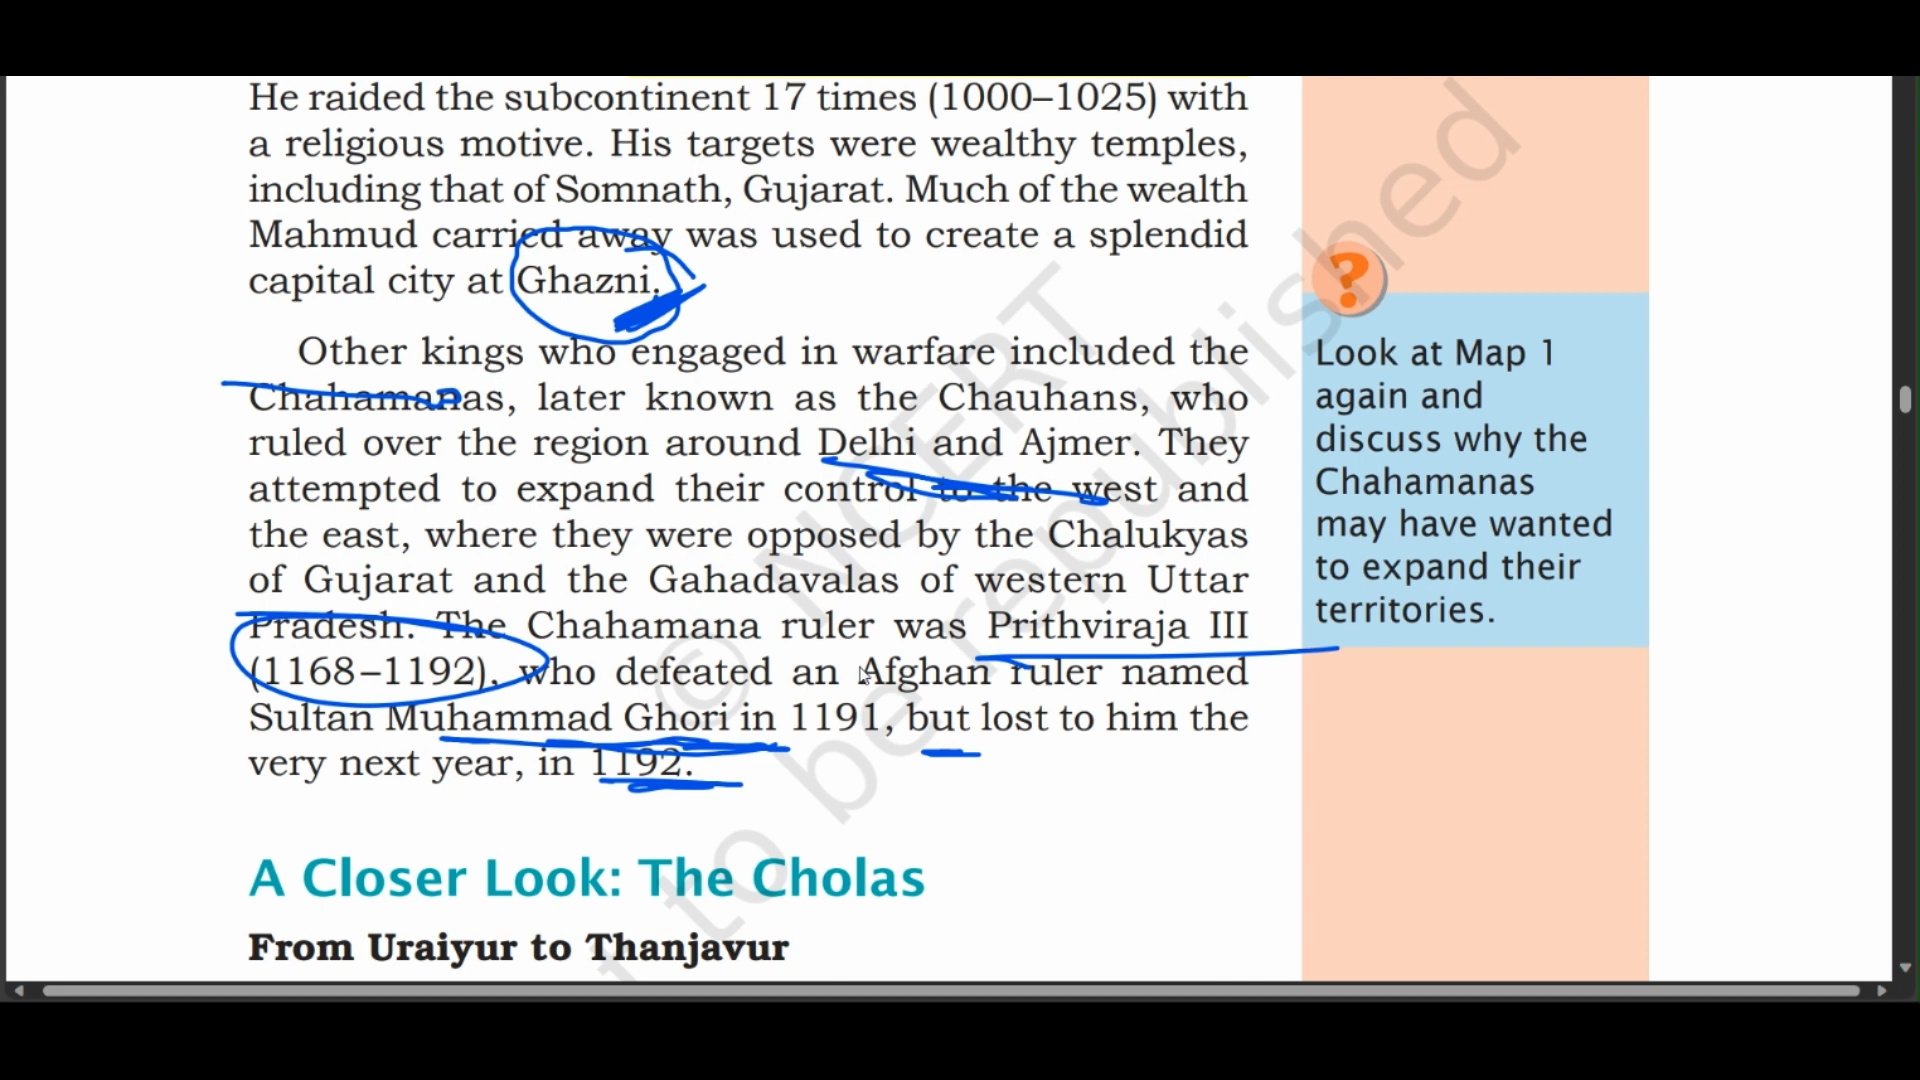 He raided the subcontinent 17 times (1000–1025) with
a religious motive. His targets were wealthy temples,
including that of Somnath, Gujarat. Much of the wealth
Mahmud carried away was used to create a splendid
capital city at Ghazni.
Other kings who engaged in warfare included the
Chahamanas, later known as the Chauhans, who
ruled over the region around Delhi and Ajmer. They
attempted to expand their control to the west and
the east, where they were opposed by the Chalukyas
of Gujarat and the Gahadavalas of western Uttar
Pradesh. The Chahamana ruler was Prithviraja III
(1168–1192), who defeated an Afghan ruler named
Sultan Muhammad Ghori in 1191, but lost to him the
very next year, in 1192.
A Closer Look: The Cholas
From Uraiyur to Thanjavur
?
Look at Map 1
again and
discuss why the
Chahamanas
may have wanted
to expand their
territories.
© NCERT
to be republished